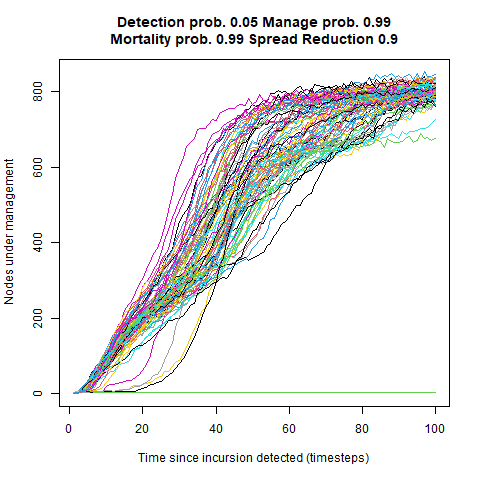 Detection prob. 0.05 Manage prob. 0.99
Mortality prob. 0.99 Spread Reduction 0.9
Nodes under management
800
600
400
200
0
0 20 40 60 80 100
Time since incursion detected (timesteps)